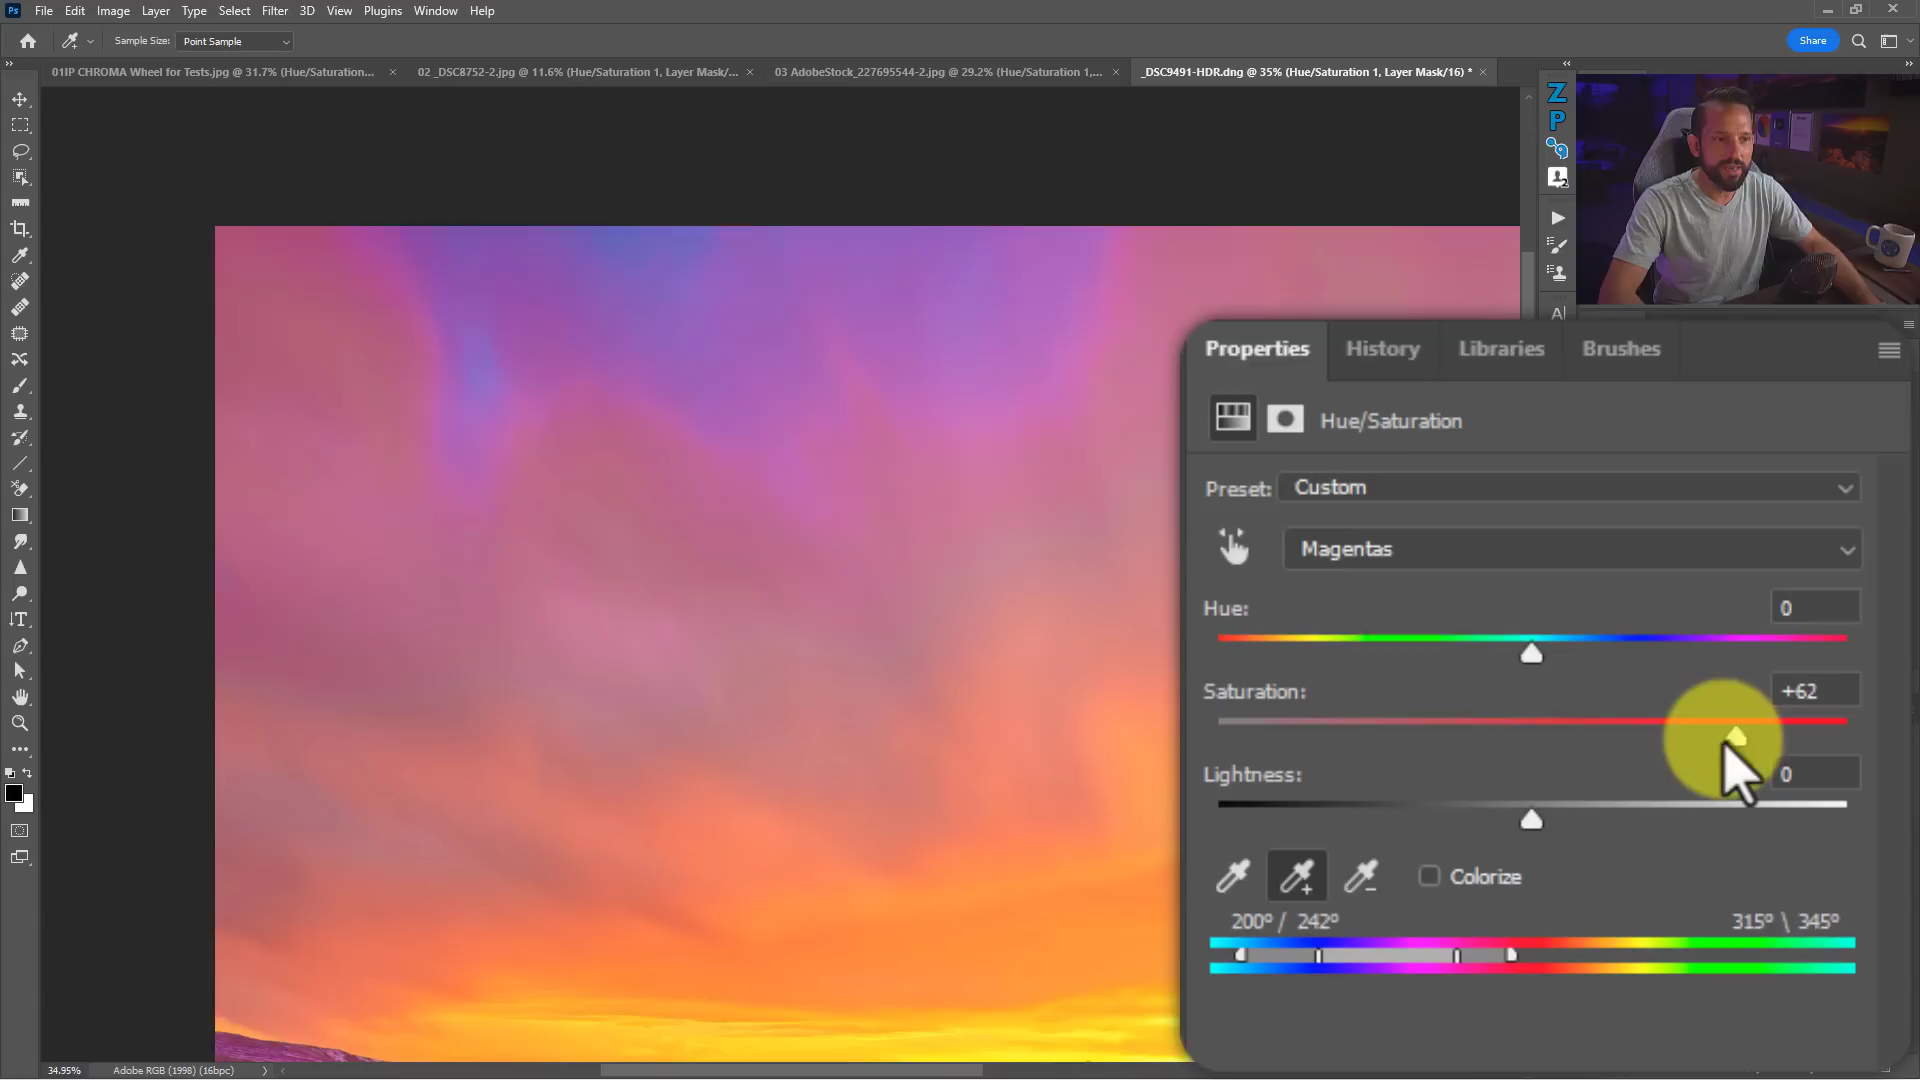 Ps File Edit Image Layer Type Select Filter 3D View Plugins Window Help
Sample Size: Point Sample Share
01IP CHROMA Wheel for Tests.jpg @ 31.7% (Hue/Saturation... × 02 _DSC8752-2.jpg @ 11.6% (Hue/Saturation 1, Layer Mask/... × 03 AdobeStock_227695544-2.jpg @ 29.2% (Hue/Saturation 1,... × _DSC9491-HDR.dng @ 35% (Hue/Saturation 1, Layer Mask/16) * ×
Z
P
A
Properties History Libraries Brushes
Hue/Saturation
Preset: Custom
Magentas
Hue: 0
Saturation: +62
Lightness: 0
Colorize
200º / 242º 315º \ 345º
34.95% Adobe RGB (1998) (16bpc)